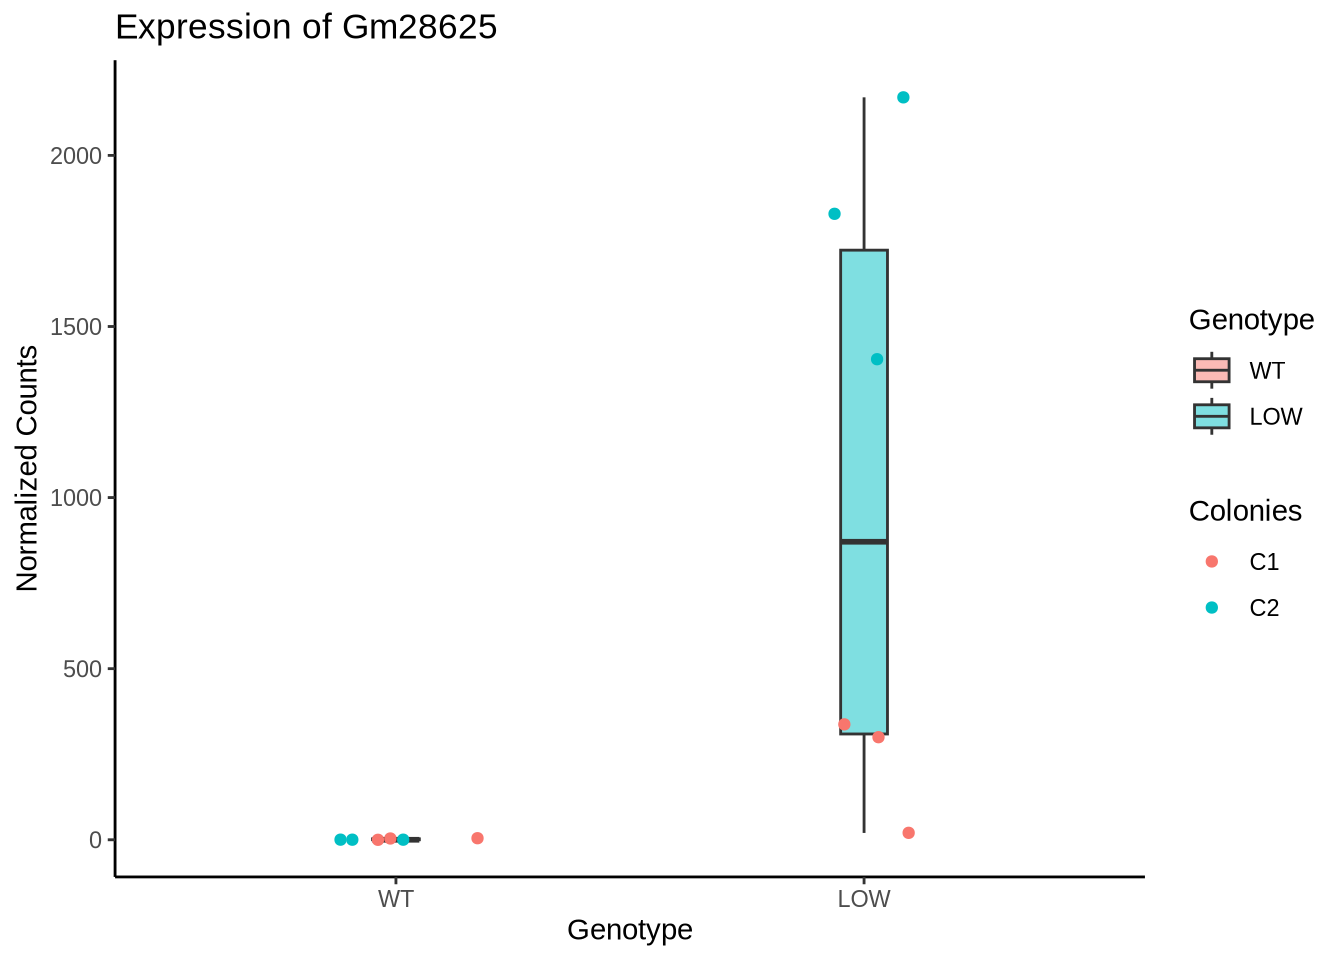 Expression of Gm28625
2000
1500
1000
500
0
Normalized Counts
WT
LOW
Genotype
Genotype
WT
LOW
Colonies
C1
C2